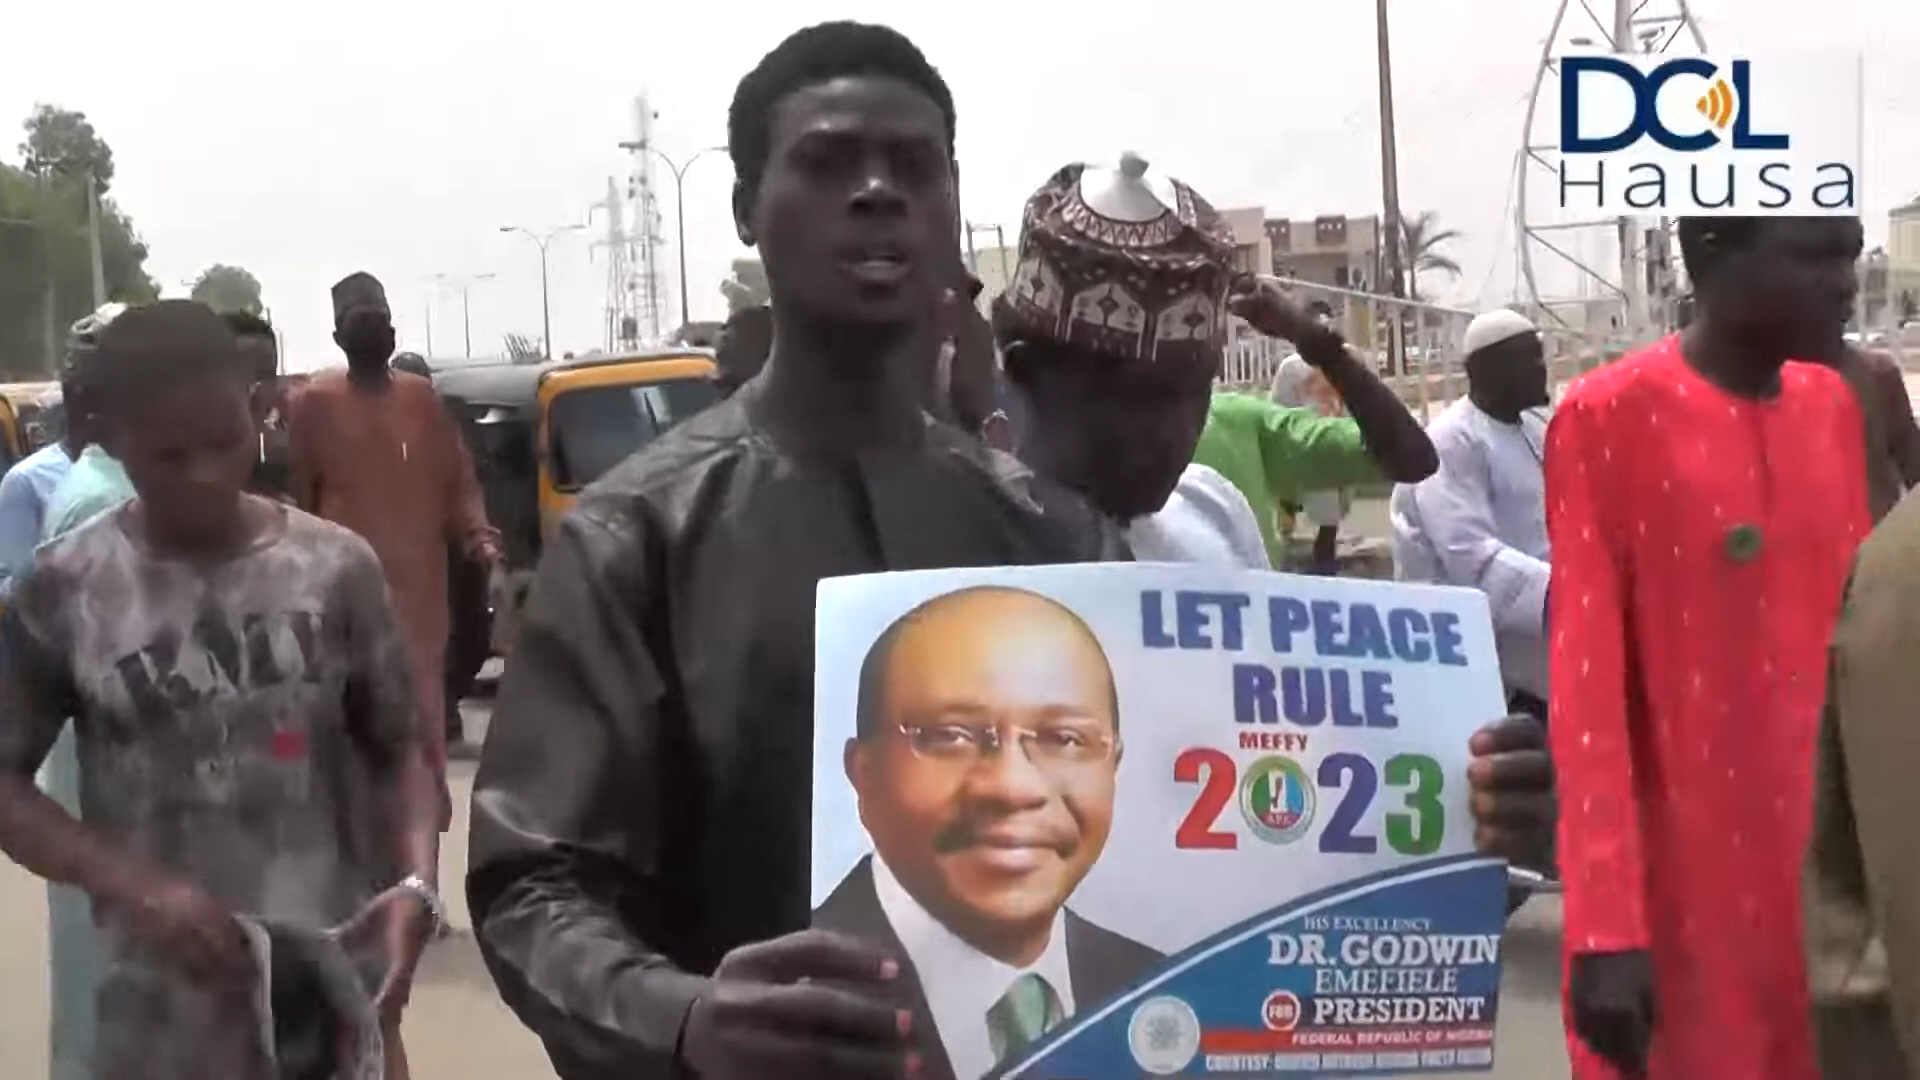 DCL
Hausa
LET PEACE
RULE
MEFFY
2023
APC
HIS EXCELLENCY
DR. GODWIN
EMEFIELE
FOR PRESIDENT
FEDERAL REPUBLIC OF NIGERIA
COURTESY: